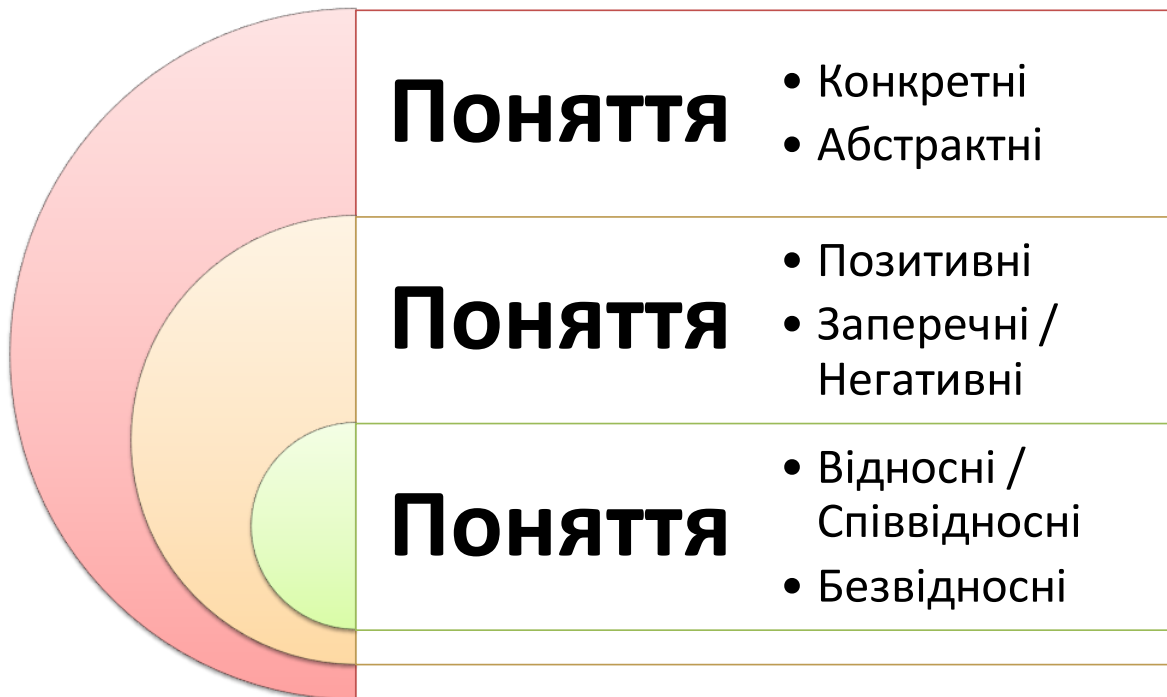 Поняття
• Конкретні
• Абстрактні
Поняття
• Позитивні
• Заперечні /
Негативні
Поняття
• Відносні /
Співвідносні
• Безвідносні